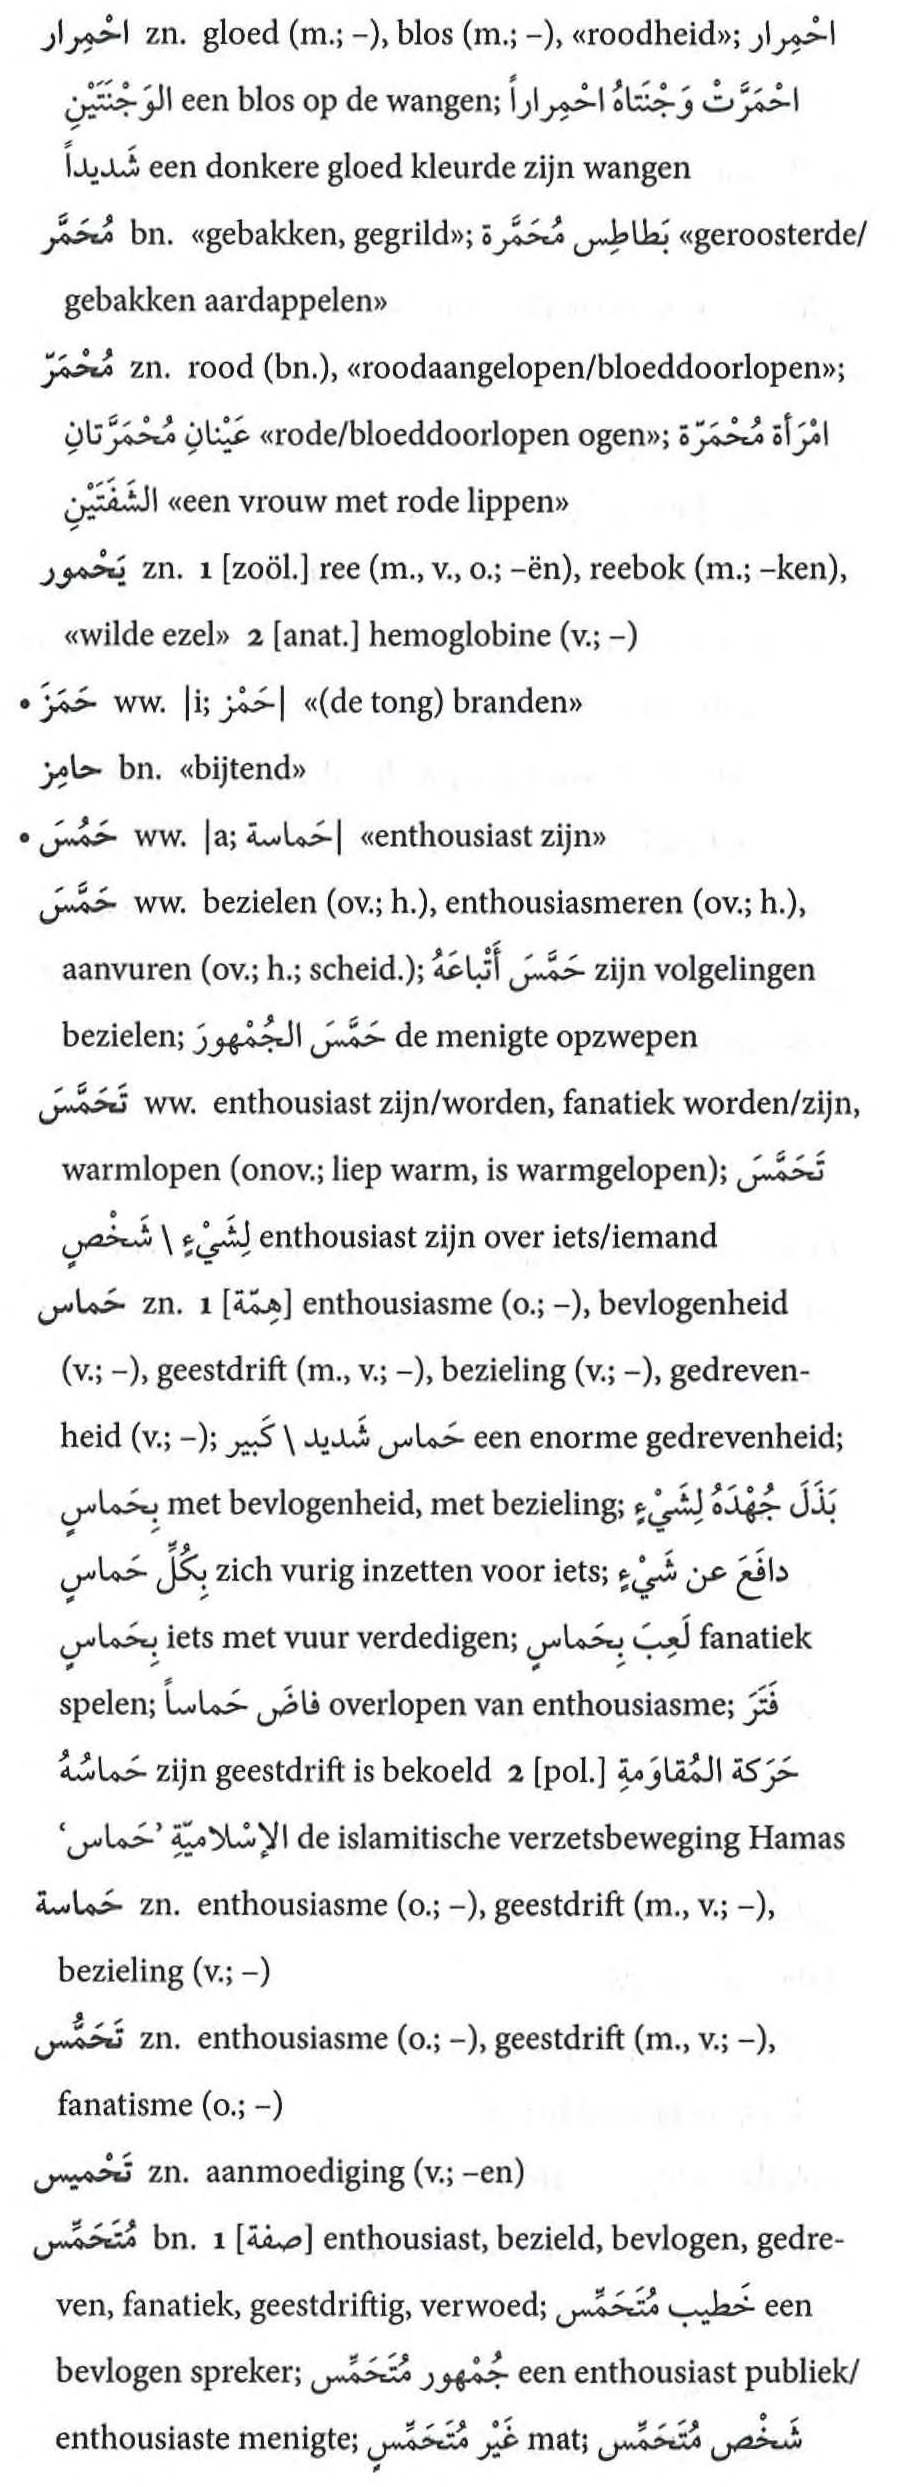 احْمِرار zn. gloed (m.; –), blos (m.; –), «roodheid»; احْمِرار
الوَجْنَتَيْنِ een blos op de wangen; احْمَرَّتْ وَجْنَتاهُ احْمِراراً
شَديداً een donkere gloed kleurde zijn wangen
مُحَمَّر bn. «gebakken, gegrild»; بَطاطِس مُحَمَّرة «geroosterde/
gebakken aardappelen»
مُحْمَرّ zn. rood (bn.), «roodaangelopen/bloeddoorlopen»;
عَيْنانِ مُحْمَرَّتانِ «rode/bloeddoorlopen ogen»; امْرَأة مُحْمَرّة
الشَفَتَيْنِ «een vrouw met rode lippen»
يَحْمور zn. 1 [zoöl.] ree (m., v., o.; –ën), reebok (m.; –ken),
«wilde ezel» 2 [anat.] hemoglobine (v.; –)
• حَمَزَ ww. |i; حَمْز| «(de tong) branden»
حامِز bn. «bijtend»
• حَمُسَ ww. |a; حَماسة| «enthousiast zijn»
حَمَّسَ ww. bezielen (ov.; h.), enthousiasmeren (ov.; h.),
aanvuren (ov.; h.; scheid.); حَمَّسَ أَتْباعَهُ zijn volgelingen
bezielen; حَمَّسَ الجُمْهورَ de menigte opzwepen
تَحَمَّسَ ww. enthousiast zijn/worden, fanatiek worden/zijn,
warmlopen (onov.; liep warm, is warmgelopen); تَحَمَّسَ
لِشَيْءٍ \ شَخْصٍ enthousiast zijn over iets/iemand
حَماس zn. 1 [هِمّة] enthousiasme (o.; –), bevlogenheid
(v.; –), geestdrift (m., v.; –), bezieling (v.; –), gedreven-
heid (v.; –); حَماس شَديد \ كَبير een enorme gedrevenheid;
بِحَماسٍ met bevlogenheid, met bezieling; بَذَلَ جُهْدَهُ لِشَيْءٍ
بِكُلِّ حَماسٍ zich vurig inzetten voor iets; دافَعَ عن شَيْءٍ
بِحَماسٍ iets met vuur verdedigen; لَعِبَ بِحَماسٍ fanatiek
spelen; فاضَ حَماساً overlopen van enthousiasme; فَتَرَ
حَماسُهُ zijn geestdrift is bekoeld 2 [pol.] حَرَكة المُقاوَمةِ
الإسْلاميّةِ ’حَماس‘ de islamitische verzetsbeweging Hamas
حَماسة zn. enthousiasme (o.; –), geestdrift (m., v.; –),
bezieling (v.; –)
تَحَمُّس zn. enthousiasme (o.; –), geestdrift (m., v.; –),
fanatisme (o.; –)
تَحْميس zn. aanmoediging (v.; –en)
مُتَحَمِّس bn. 1 [صفة] enthousiast, bezield, bevlogen, gedre-
ven, fanatiek, geestdriftig, verwoed; خَطيب مُتَحَمِّس een
bevlogen spreker; جُمْهور مُتَحَمِّس een enthousiast publiek/
enthousiaste menigte; غَيْر مُتَحَمِّسٍ mat; شَخْص مُتَحَمِّس